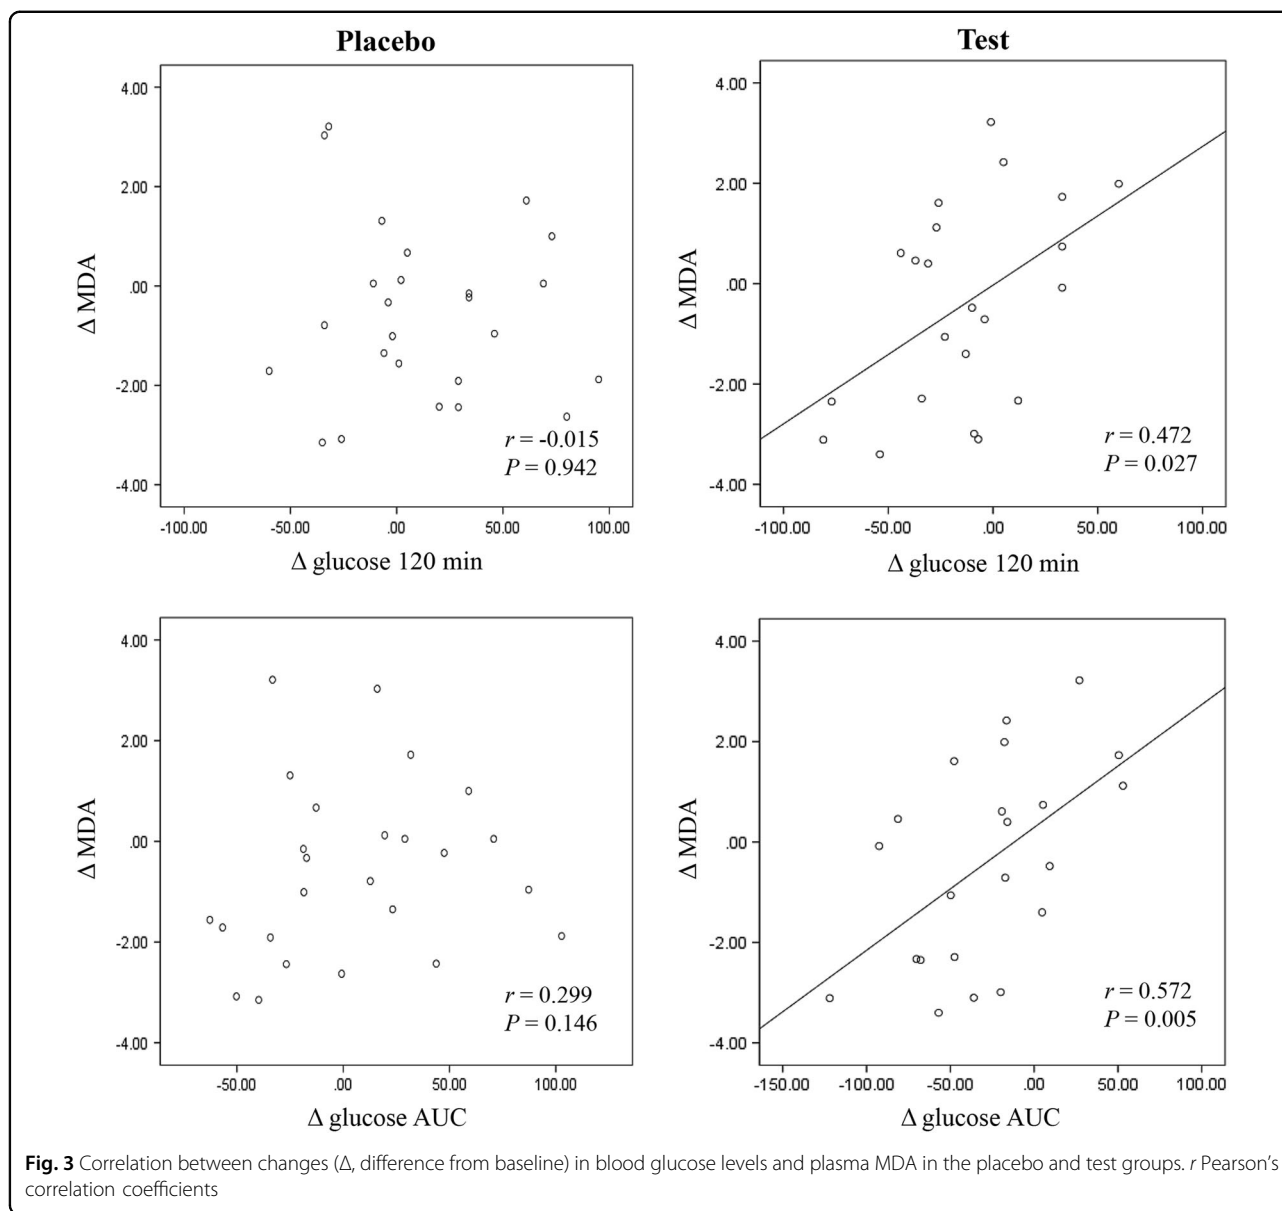 Placebo
4.00
2.00
.00
-2.00
-4.00
Δ MDA
r = -0.015
P = 0.942
-100.00 -50.00 .00 50.00 100.00
Δ glucose 120 min
Test
4.00
2.00
.00
-2.00
-4.00
Δ MDA
r = 0.472
P = 0.027
-100.00 -50.00 .00 50.00 100.00
Δ glucose 120 min
4.00
2.00
.00
-2.00
-4.00
Δ MDA
r = 0.299
P = 0.146
-50.00 .00 50.00 100.00
Δ glucose AUC
4.00
2.00
.00
-2.00
-4.00
Δ MDA
r = 0.572
P = 0.005
-150.00 -100.00 -50.00 .00 50.00 100.00
Δ glucose AUC
Fig. 3 Correlation between changes (Δ, difference from baseline) in blood glucose levels and plasma MDA in the placebo and test groups. r Pearson's
correlation coefficients